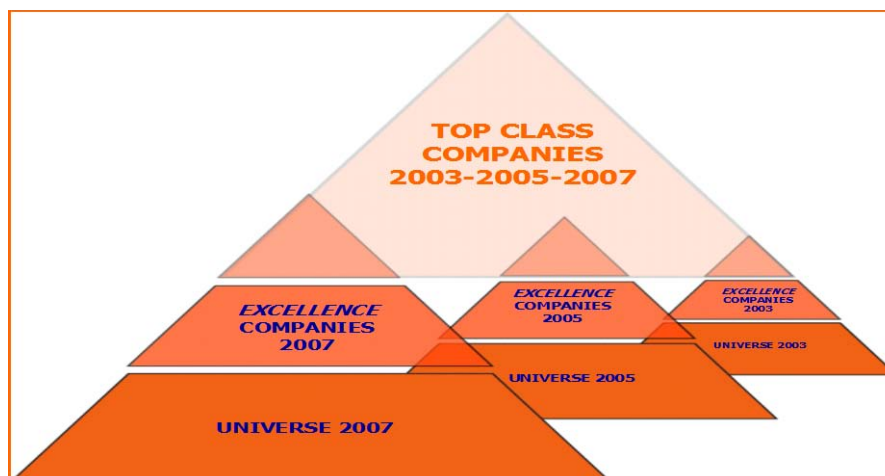 TOP CLASS
COMPANIES
2003-2005-2007
EXCELLENCE
COMPANIES
2007
EXCELLENCE
COMPANIES
2005
EXCELLENCE
COMPANIES
2003
UNIVERSE 2007
UNIVERSE 2005
UNIVERSE 2003